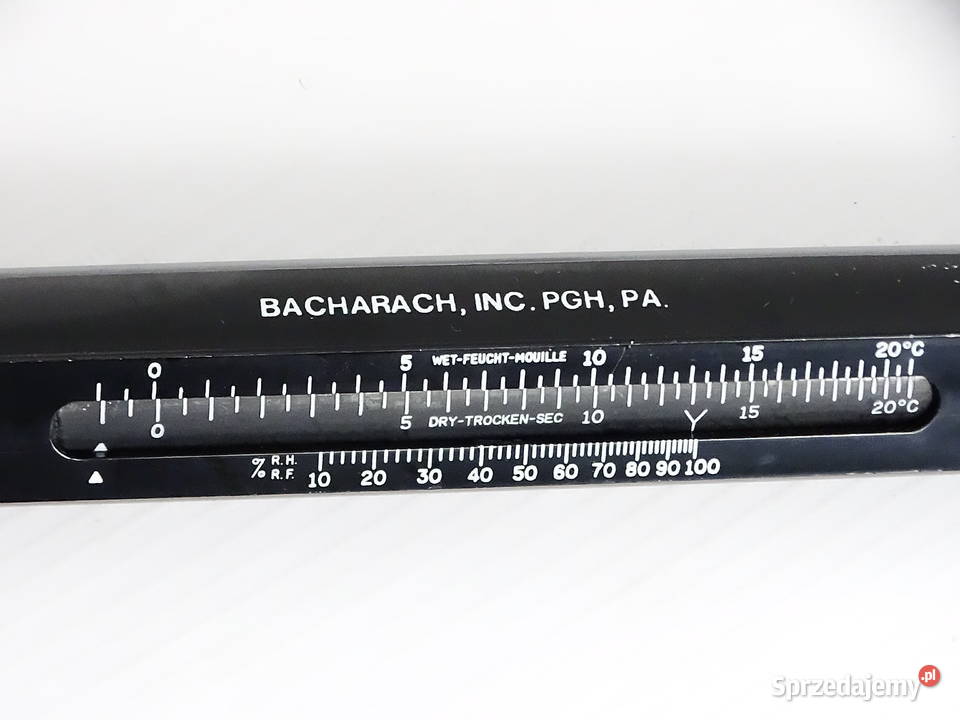 BACHARACH, INC. PGH, PA.
0 5 WET-FEUCHT-MOUILLE 10 15 20°C
0 5 DRY-TROCKEN-SEC 10 15 20°C
% R.H.
R.F. 10 20 30 40 50 60 70 80 90 100
Sprzedajemy.pl